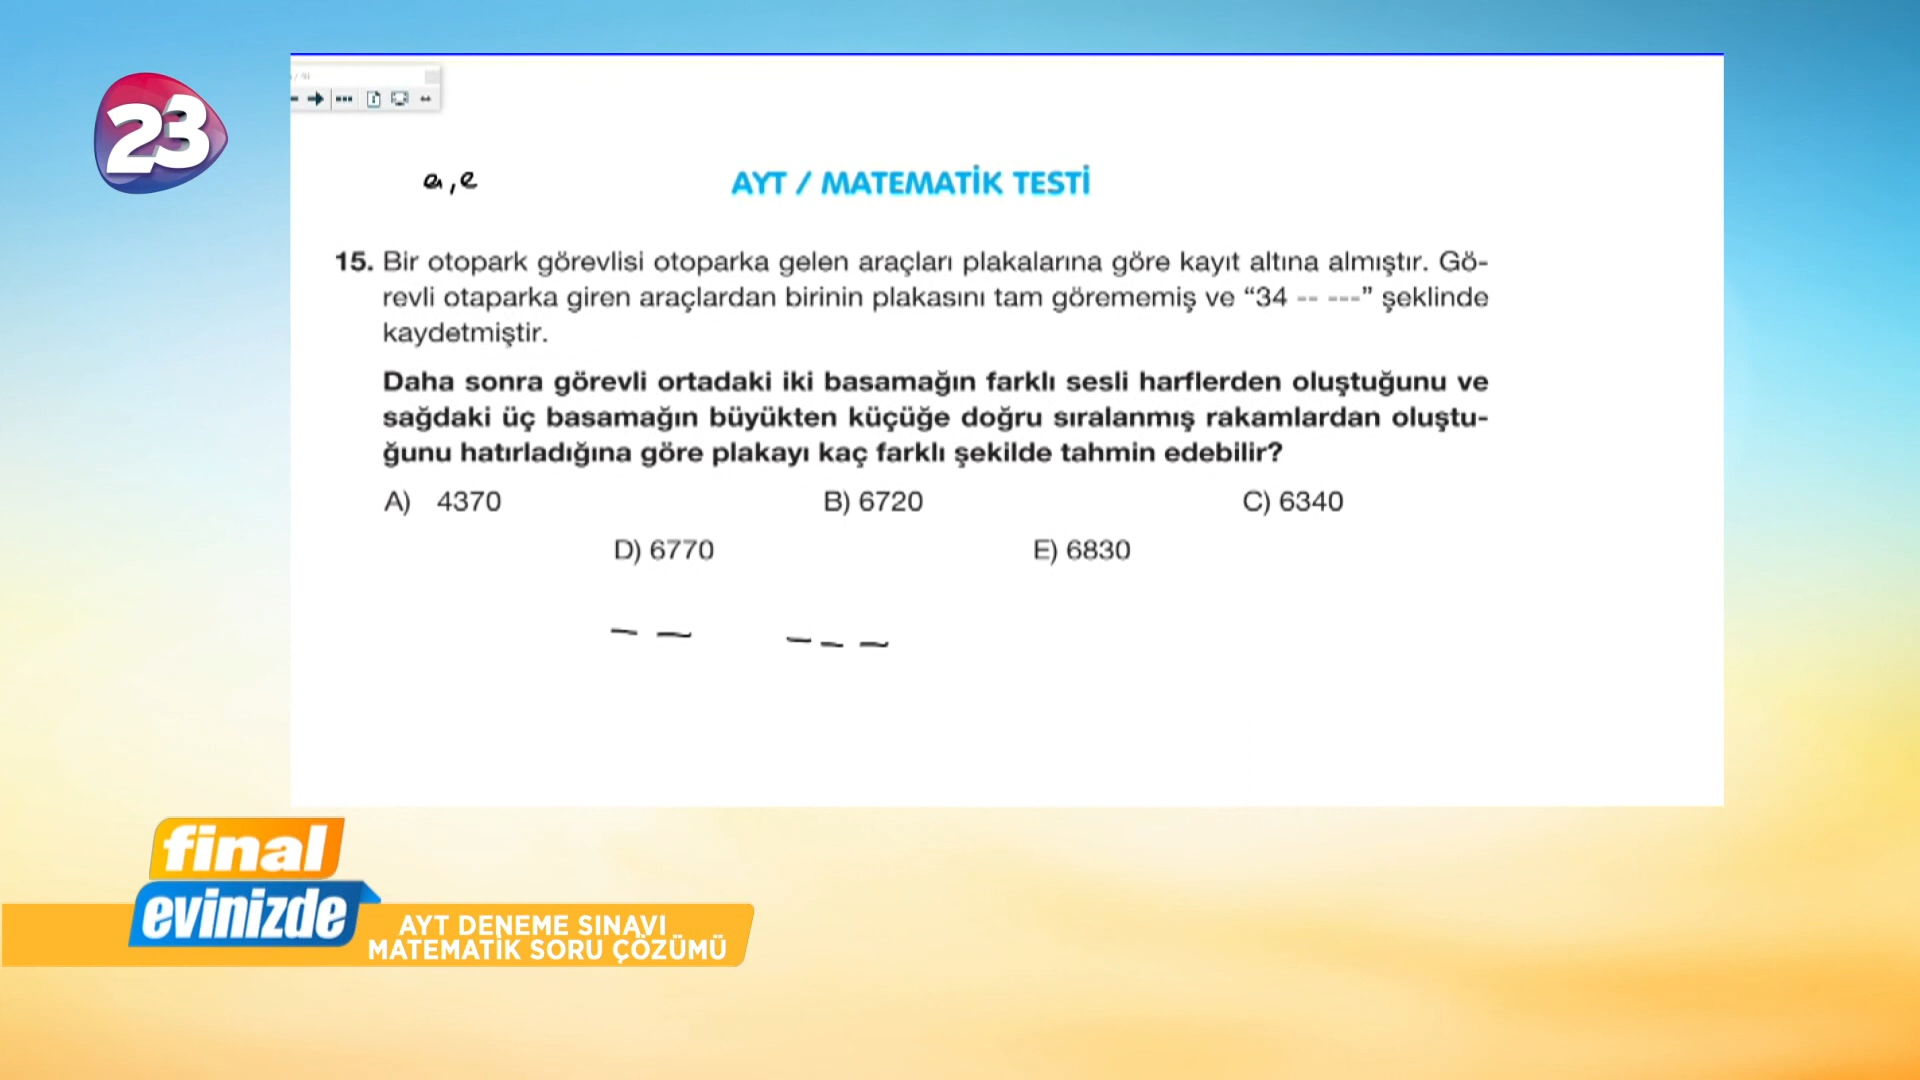 23
a,e
AYT / MATEMATİK TESTİ
15. Bir otopark görevlisi otoparka gelen araçları plakalarına göre kayıt altına almıştır. Gö-
revli otaparka giren araçlardan birinin plakasını tam görememiş ve “34 -- ---” şeklinde
kaydetmiştir.
Daha sonra görevli ortadaki iki basamağın farklı sesli harflerden oluştuğunu ve
sağdaki üç basamağın büyükten küçüğe doğru sıralanmış rakamlardan oluştu-
ğunu hatırladığına göre plakayı kaç farklı şekilde tahmin edebilir?
A) 4370 B) 6720 C) 6340
D) 6770 E) 6830
final
evinizde
AYT DENEME SINAVI
MATEMATİK SORU ÇÖZÜMÜ